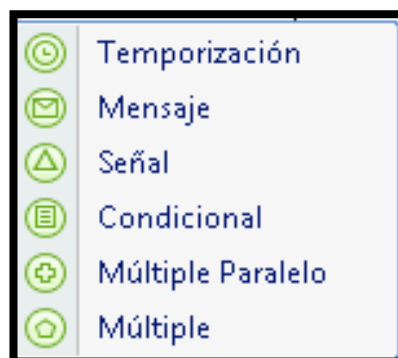 Temporización
Mensaje
Señal
Condicional
Múltiple Paralelo
Múltiple